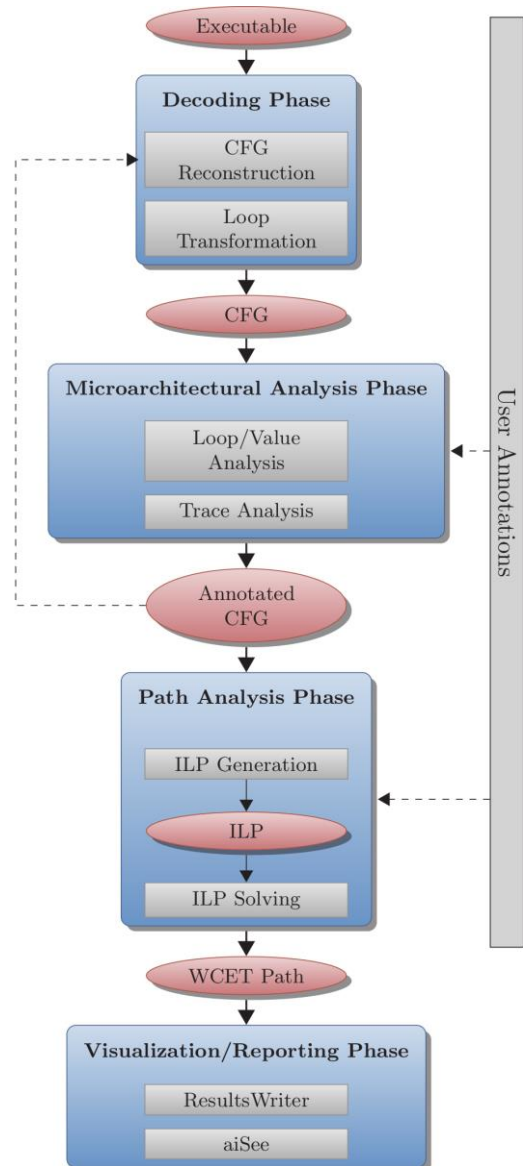 Executable
Decoding Phase
CFG
Reconstruction
Loop
Transformation
CFG
Microarchitectural Analysis Phase
Loop/Value
Analysis
Trace Analysis
User Annotations
Annotated
CFG
Path Analysis Phase
ILP Generation
ILP
ILP Solving
WCET Path
Visualization/Reporting Phase
ResultsWriter
aiSee